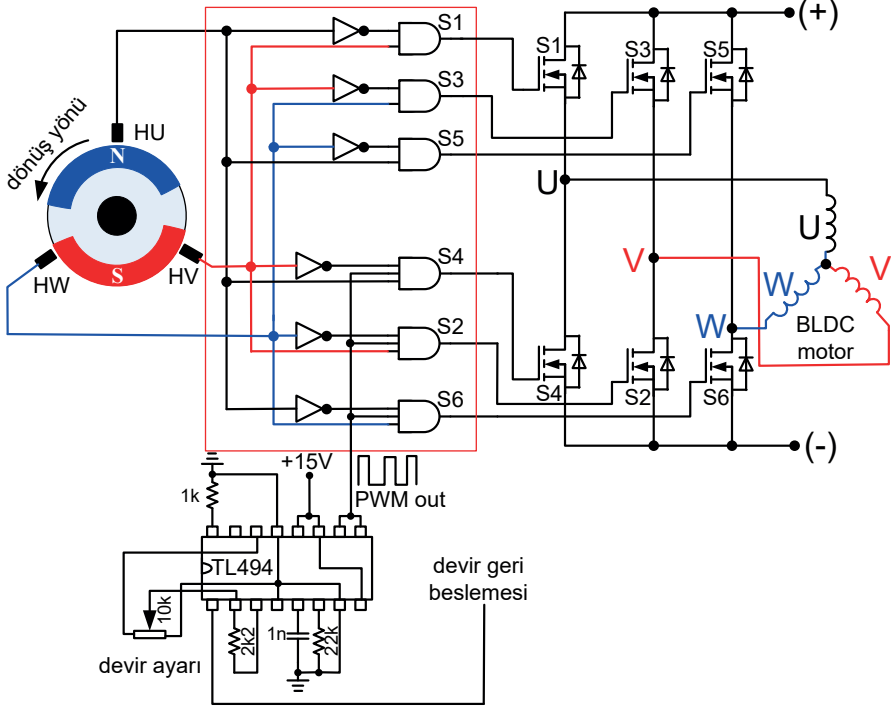 S1
S3
S5
S4
S2
S6
S1
S3
S5
(+)
dönüş yönü
HU
N
S
HW
HV
U
V
W
U
V
W
BLDC
motor
S4
S2
S6
(-)
+15V
PWM out
1k
TL494
10k
2k2
1n
22k
devir ayarı
devir geri
beslemesi